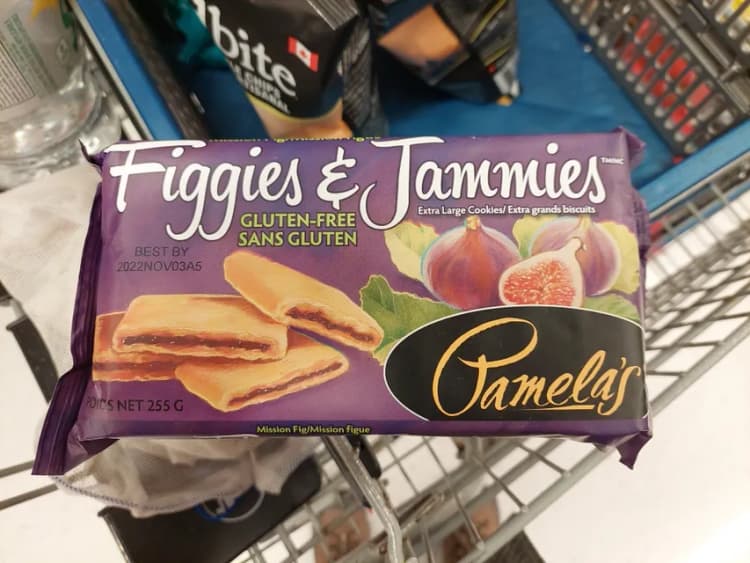 bite
Figgies & Jammies
TM/MC
Extra Large Cookies/ Extra grands biscuits
GLUTEN-FREE
SANS GLUTEN
BEST BY
2022NOV03A5
Pamela's
POIDS NET 255 G
Mission Fig/Mission figue